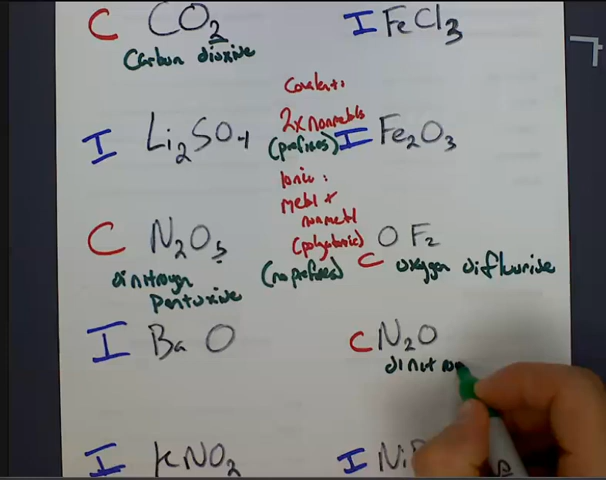 C CO2
Carbon dioxide
I FeCl3
Covalent:
2x nonmetals
(prefixes)
I Li2SO4
I Fe2O3
Ionic:
metal +
nonmetal
(polyatomic)
(no prefixes)
C N2O5
dinitrogen
pentoxide
C OF2
oxygen difluoride
I BaO
C N2O
I KNO2
I